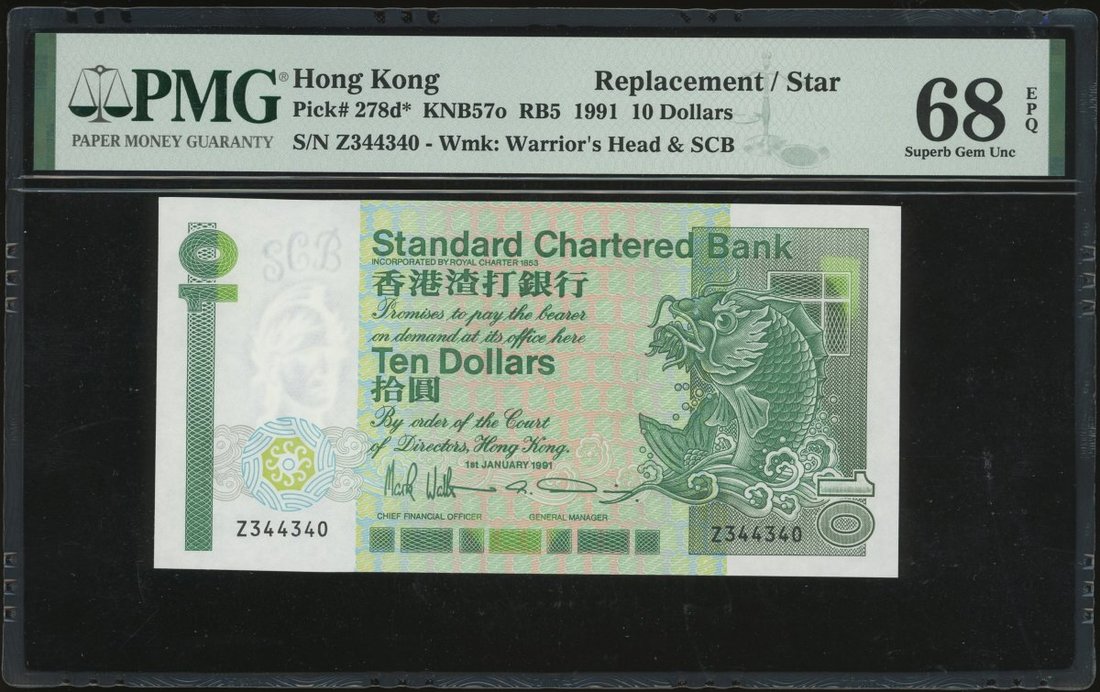 PMG®
PAPER MONEY GUARANTY
Hong Kong Replacement / Star
Pick# 278d* KNB57o RB5 1991 10 Dollars
S/N Z344340 - Wmk: Warrior's Head & SCB
68 EPQ
Superb Gem Unc
10
SCB
Standard Chartered Bank
INCORPORATED BY ROYAL CHARTER 1853
香港渣打銀行
Promises to pay the bearer
on demand at its office here
Ten Dollars
拾圓
By order of the Court
of Directors, Hong Kong.
1st JANUARY 1991
CHIEF FINANCIAL OFFICER GENERAL MANAGER
Z344340
Z344340
10